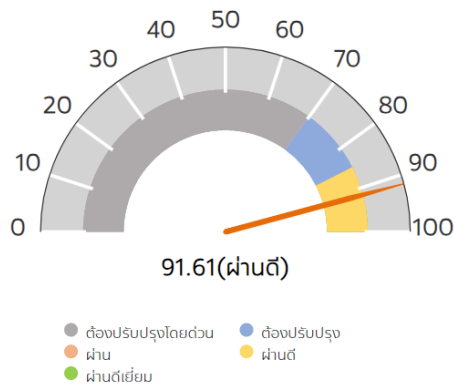 0
10
20
30
40
50
60
70
80
90
100
91.61(ผ่านดี)
ต้องปรับปรุงโดยด่วน
ต้องปรับปรุง
ผ่าน
ผ่านดี
ผ่านดีเยี่ยม